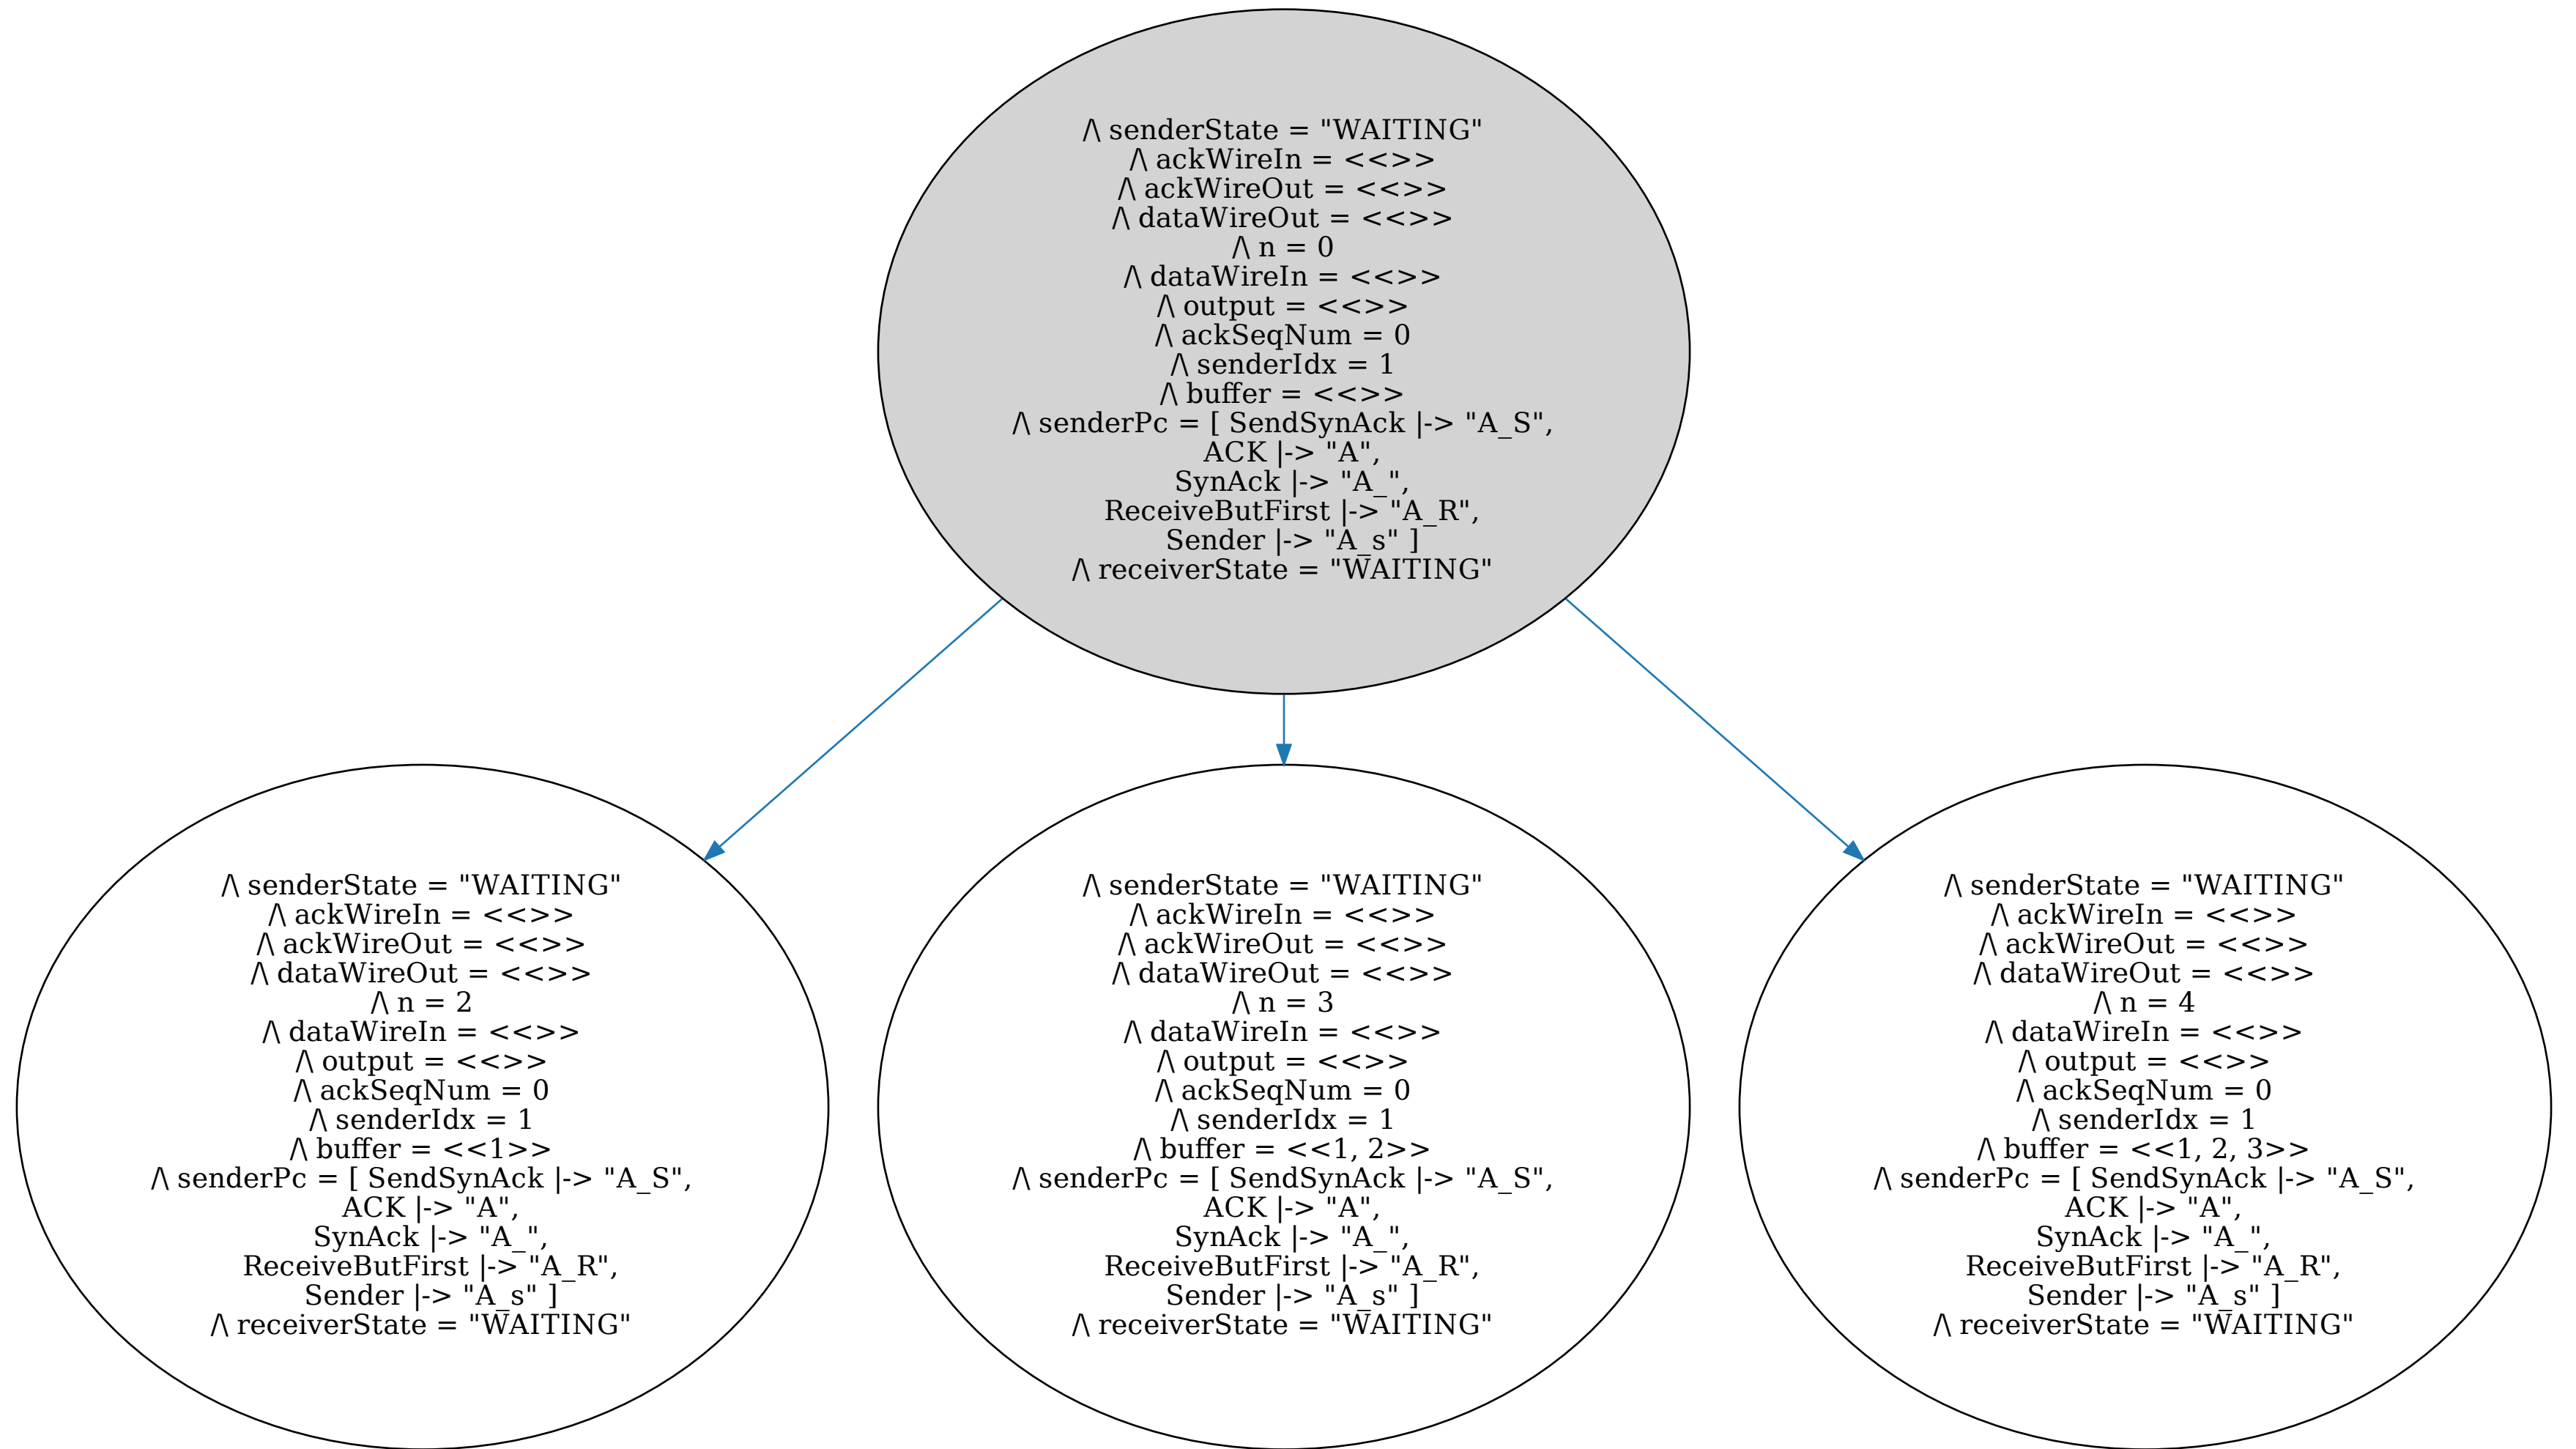 /\ senderState = "WAITING"
/\ ackWireIn = <<>>
/\ ackWireOut = <<>>
/\ dataWireOut = <<>>
/\ n = 0
/\ dataWireIn = <<>>
/\ output = <<>>
/\ ackSeqNum = 0
/\ senderIdx = 1
/\ buffer = <<>>
/\ senderPc = [ SendSynAck |-> "A_S",
ACK |-> "A",
SynAck |-> "A_",
ReceiveButFirst |-> "A_R",
Sender |-> "A_s" ]
/\ receiverState = "WAITING"
/\ senderState = "WAITING"
/\ ackWireIn = <<>>
/\ ackWireOut = <<>>
/\ dataWireOut = <<>>
/\ n = 2
/\ dataWireIn = <<>>
/\ output = <<>>
/\ ackSeqNum = 0
/\ senderIdx = 1
/\ buffer = <<1>>
/\ senderPc = [ SendSynAck |-> "A_S",
ACK |-> "A",
SynAck |-> "A_",
ReceiveButFirst |-> "A_R",
Sender |-> "A_s" ]
/\ receiverState = "WAITING"
/\ senderState = "WAITING"
/\ ackWireIn = <<>>
/\ ackWireOut = <<>>
/\ dataWireOut = <<>>
/\ n = 3
/\ dataWireIn = <<>>
/\ output = <<>>
/\ ackSeqNum = 0
/\ senderIdx = 1
/\ buffer = <<1, 2>>
/\ senderPc = [ SendSynAck |-> "A_S",
ACK |-> "A",
SynAck |-> "A_",
ReceiveButFirst |-> "A_R",
Sender |-> "A_s" ]
/\ receiverState = "WAITING"
/\ senderState = "WAITING"
/\ ackWireIn = <<>>
/\ ackWireOut = <<>>
/\ dataWireOut = <<>>
/\ n = 4
/\ dataWireIn = <<>>
/\ output = <<>>
/\ ackSeqNum = 0
/\ senderIdx = 1
/\ buffer = <<1, 2, 3>>
/\ senderPc = [ SendSynAck |-> "A_S",
ACK |-> "A",
SynAck |-> "A_",
ReceiveButFirst |-> "A_R",
Sender |-> "A_s" ]
/\ receiverState = "WAITING"